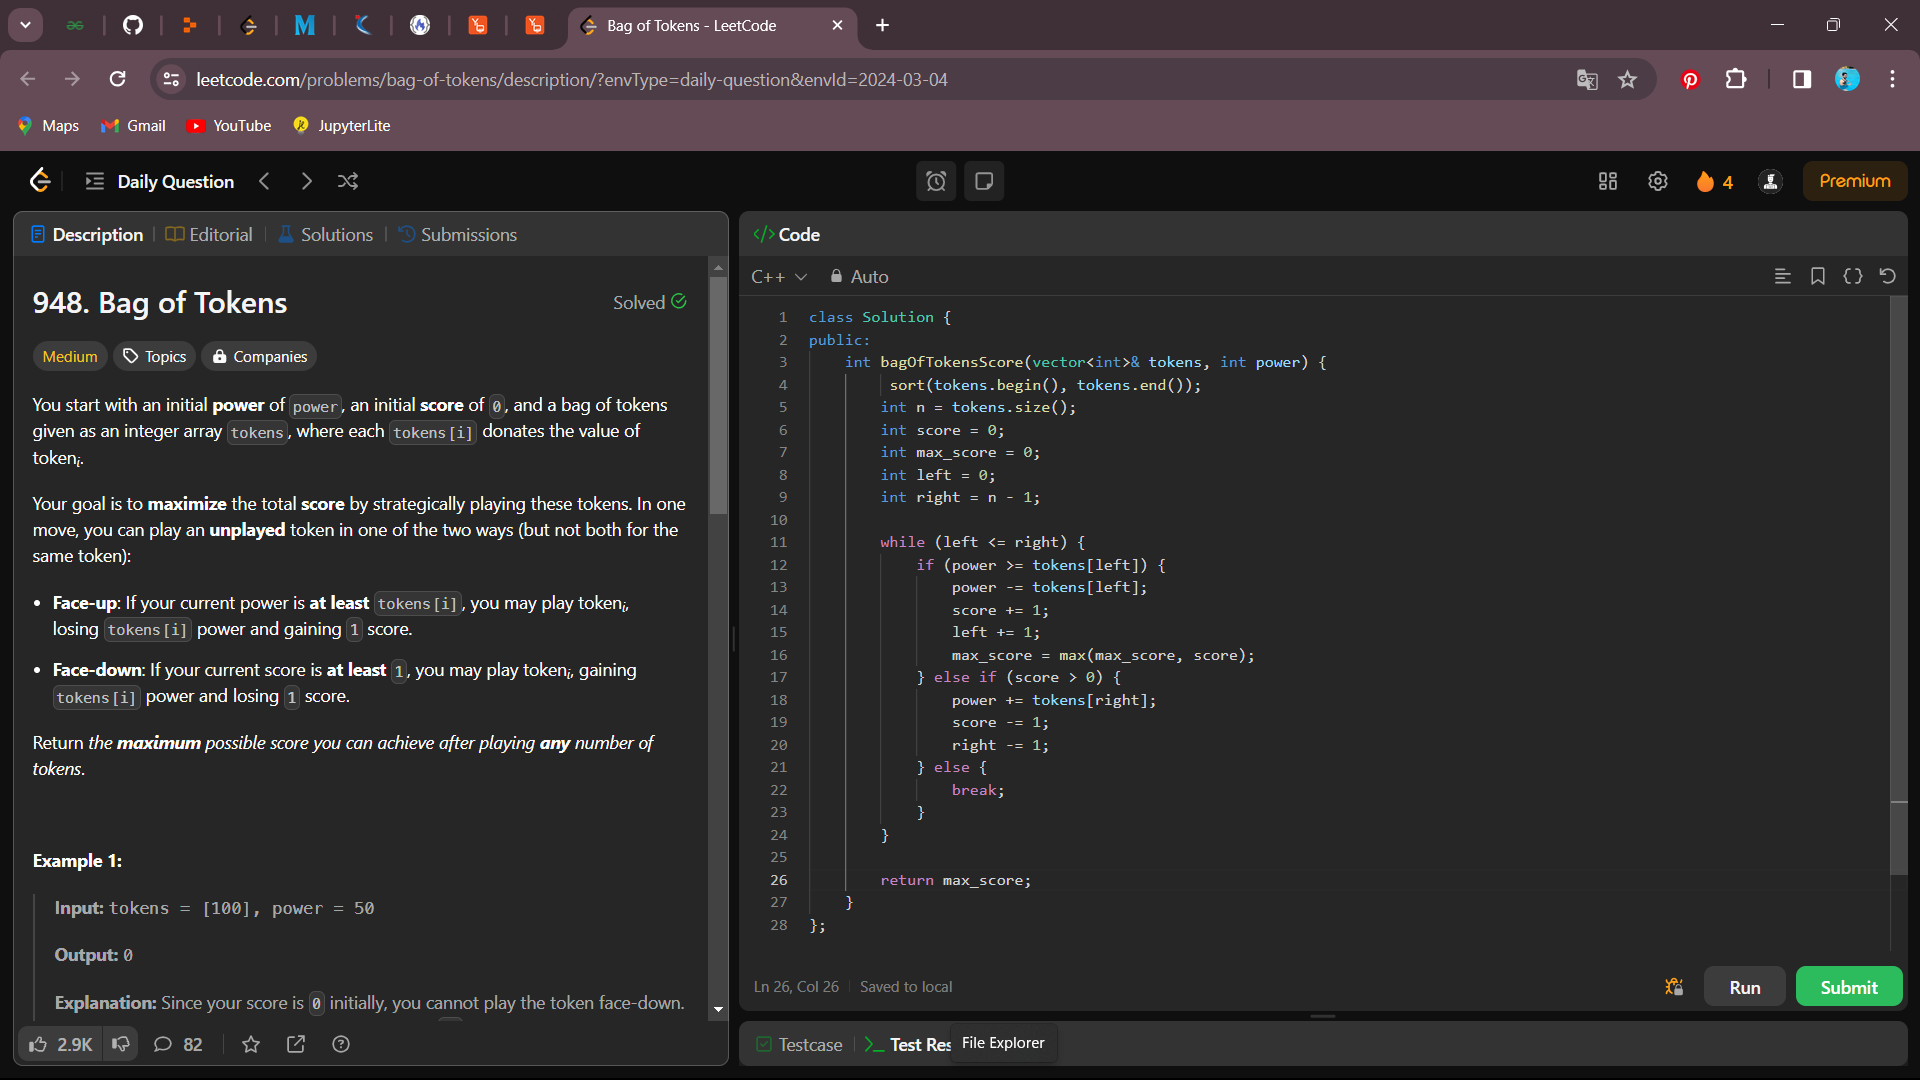 Bag of Tokens - LeetCode
leetcode.com/problems/bag-of-tokens/description/?envType=daily-question&envId=2024-03-04
Maps
Gmail
YouTube
JupyterLite
Daily Question
4
Premium
Description
Editorial
Solutions
Submissions
948. Bag of Tokens
Solved
Medium
Topics
Companies
You start with an initial power of power, an initial score of 0, and a bag of tokens
given as an integer array tokens, where each tokens[i] donates the value of
tokeni.
Your goal is to maximize the total score by strategically playing these tokens. In one
move, you can play an unplayed token in one of the two ways (but not both for the
same token):
• Face-up: If your current power is at least tokens[i], you may play tokeni,
losing tokens[i] power and gaining 1 score.
• Face-down: If your current score is at least 1, you may play tokeni, gaining
tokens[i] power and losing 1 score.
Return the maximum possible score you can achieve after playing any number of
tokens.
Example 1:
Input: tokens = [100], power = 50
Output: 0
Explanation: Since your score is 0 initially, you cannot play the token face-down.
2.9K
82
</> Code
C++
Auto
1 class Solution {
2 public:
3 int bagOfTokensScore(vector<int>& tokens, int power) {
4 sort(tokens.begin(), tokens.end());
5 int n = tokens.size();
6 int score = 0;
7 int max_score = 0;
8 int left = 0;
9 int right = n - 1;
10
11 while (left <= right) {
12 if (power >= tokens[left]) {
13 power -= tokens[left];
14 score += 1;
15 left += 1;
16 max_score = max(max_score, score);
17 } else if (score > 0) {
18 power += tokens[right];
19 score -= 1;
20 right -= 1;
21 } else {
22 break;
23 }
24 }
25
26 return max_score;
27 }
28 };
Ln 26, Col 26
Saved to local
Run
Submit
Testcase
Test Res
File Explorer